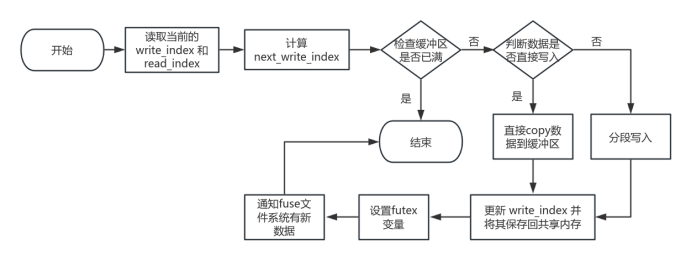 开始
读取当前的
write_index 和
read_index
计算
next_write_index
检查缓冲区
是否已满
否
判断数据是
否直接写入
否
是
是
结束
直接copy数
据到缓冲区
分段写入
通知fuse文
件系统有新
数据
设置futex
变量
更新 write_index 并
将其保存回共享内存